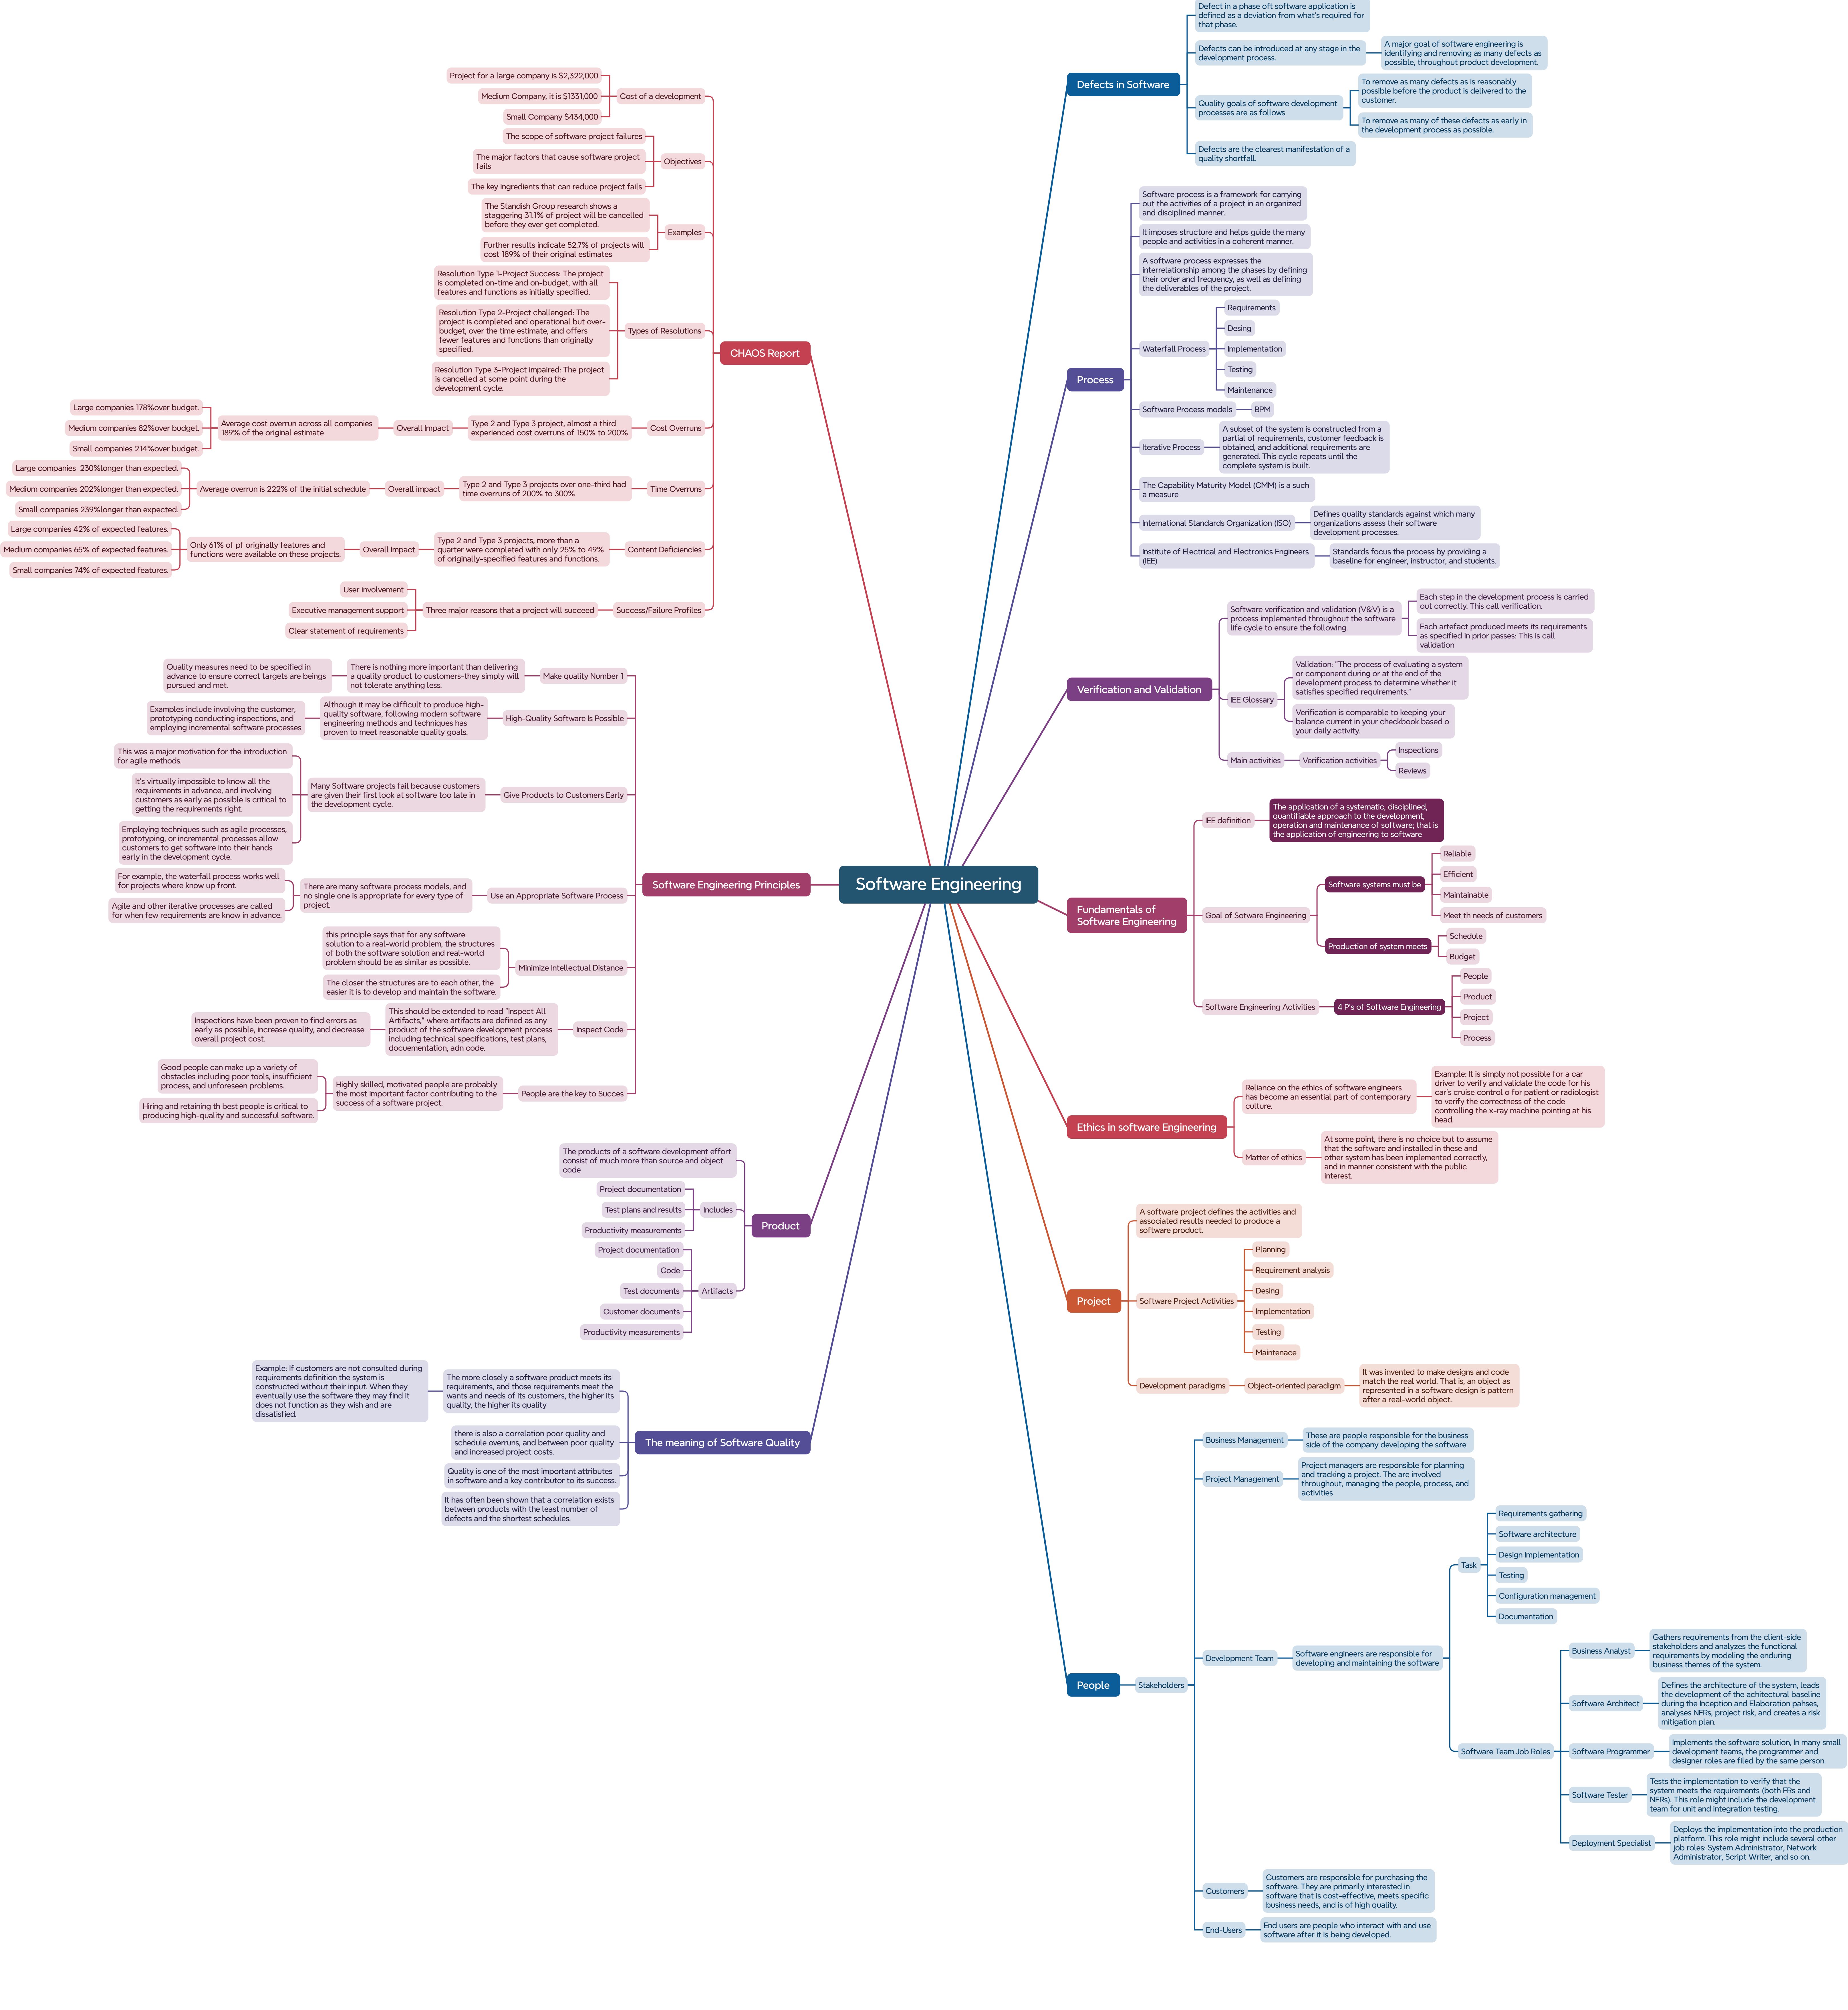 Software Engineering
Defects in Software
Defect in a phase oft software application is
defined as a deviation from what's required for
that phase.
Defects can be introduced at any stage in the
development process.
A major goal of software engineering is
identifying and removing as many defects as
possible, throughout product development.
Quality goals of software development
processes are as follows
To remove as many defects as is reasonably
possible before the product is delivered to the
customer.
To remove as many of these defects as early in
the development process as possible.
Defects are the clearest manifestation of a
quality shortfall.
Process
Software process is a framework for carrying
out the activities of a project in an organized
and disciplined manner.
It imposes structure and helps guide the many
people and activities in a coherent manner.
A software process expresses the
interrelationship among the phases by defining
their order and frequency, as well as defining
the deliverables of the project.
Waterfall Process
Requirements
Desing
Implementation
Testing
Maintenance
Software Process models
BPM
Iterative Process
A subset of the system is constructed from a
partial of requirements, customer feedback is
obtained, and additional requirements are
generated. This cycle repeats until the
complete system is built.
The Capability Maturity Model (CMM) is a such
a measure
International Standards Organization (ISO)
Defines quality standards against which many
organizations assess their software
development processes.
Institute of Electrical and Electronics Engineers
(IEE)
Standards focus the process by providing a
baseline for engineer, instructor, and students.
Verification and Validation
Software verification and validation (V&V) is a
process implemented throughout the software
life cycle to ensure the following.
Each step in the development process is carried
out correctly. This call verification.
Each artefact produced meets its requirements
as specified in prior passes: This is call
validation
IEE Glossary
Validation: "The process of evaluating a system
or component during or at the end of the
development process to determine whether it
satisfies specified requirements."
Verification is comparable to keeping your
balance current in your checkbook based o
your daily activity.
Main activities
Verification activities
Inspections
Reviews
Fundamentals of
Software Engineering
IEE definition
The application of a systematic, disciplined,
quantifiable approach to the development,
operation and maintenance of software; that is
the application of engineering to software
Goal of Sotware Engineering
Software systems must be
Reliable
Efficient
Maintainable
Meet th needs of customers
Production of system meets
Schedule
Budget
Software Engineering Activities
4 P's of Software Engineering
People
Product
Project
Process
Ethics in software Engineering
Reliance on the ethics of software engineers
has become an essential part of contemporary
culture.
Example: It is simply not possible for a car
driver to verify and validate the code for his
car's cruise control o for patient or radiologist
to verify the correctness of the code
controlling the x-ray machine pointing at his
head.
Matter of ethics
At some point, there is no choice but to assume
that the software and installed in these and
other system has been implemented correctly,
and in manner consistent with the public
interest.
Project
A software project defines the activities and
associated results needed to produce a
software product.
Software Project Activities
Planning
Requirement analysis
Desing
Implementation
Testing
Maintenace
Development paradigms
Object-oriented paradigm
It was invented to make designs and code
match the real world. That is, an object as
represented in a software design is pattern
after a real-world object.
People
Stakeholders
Business Management
These are people responsible for the business
side of the company developing the software
Project Management
Project managers are responsible for planning
and tracking a project. The are involved
throughout, managing the people, process, and
activities
Development Team
Software engineers are responsible for
developing and maintaining the software
Task
Requirements gathering
Software architecture
Design Implementation
Testing
Configuration management
Documentation
Software Team Job Roles
Business Analyst
Gathers requirements from the client-side
stakeholders and analyzes the functional
requirements by modeling the enduring
business themes of the system.
Software Architect
Defines the architecture of the system, leads
the development of the achitectural baseline
during the Inception and Elaboration pahses,
analyses NFRs, project risk, and creates a risk
mitigation plan.
Software Programmer
Implements the software solution, In many small
development teams, the programmer and
designer roles are filed by the same person.
Software Tester
Tests the implementation to verify that the
system meets the requirements (both FRs and
NFRs). This role might include the development
team for unit and integration testing.
Deployment Specialist
Deploys the implementation into the production
platform. This role might include several other
job roles: System Administrator, Network
Administrator, Script Writer, and so on.
Customers
Customers are responsible for purchasing the
software. They are primarily interested in
software that is cost-effective, meets specific
business needs, and is of high quality.
End-Users
End users are people who interact with and use
software after it is being developed.
CHAOS Report
Cost of a development
Project for a large company is $2,322,000
Medium Company, it is $1331,000
Small Company $434,000
Objectives
The scope of software project failures
The major factors that cause software project
fails
The key ingredients that can reduce project fails
Examples
The Standish Group research shows a
staggering 31.1% of project will be cancelled
before they ever get completed.
Further results indicate 52.7% of projects will
cost 189% of their original estimates
Types of Resolutions
Resolution Type 1-Project Success: The project
is completed on-time and on-budget, with all
features and functions as initially specified.
Resolution Type 2-Project challenged: The
project is completed and operational but over-
budget, over the time estimate, and offers
fewer features and functions than originally
specified.
Resolution Type 3-Project impaired: The project
is cancelled at some point during the
development cycle.
Cost Overruns
Type 2 and Type 3 project, almost a third
experienced cost overruns of 150% to 200%
Overall Impact
Average cost overrun across all companies
189% of the original estimate
Large companies 178%over budget.
Medium companies 82%over budget.
Small companies 214%over budget.
Time Overruns
Type 2 and Type 3 projects over one-third had
time overruns of 200% to 300%
Overall impact
Average overrun is 222% of the initial schedule
Large companies 230%longer than expected.
Medium companies 202%longer than expected.
Small companies 239%longer than expected.
Content Deficiencies
Type 2 and Type 3 projects, more than a
quarter were completed with only 25% to 49%
of originally-specified features and functions.
Overall Impact
Only 61% of pf originally features and
functions were available on these projects.
Large companies 42% of expected features.
Medium companies 65% of expected features.
Small companies 74% of expected features.
Success/Failure Profiles
Three major reasons that a project will succeed
User involvement
Executive management support
Clear statement of requirements
Software Engineering Principles
Make quality Number 1
There is nothing more important than delivering
a quality product to customers-they simply will
not tolerate anything less.
Quality measures need to be specified in
advance to ensure correct targets are beings
pursued and met.
High-Quality Software Is Possible
Although it may be difficult to produce high-
quality software, following modern software
engineering methods and techniques has
proven to meet reasonable quality goals.
Examples include involving the customer,
prototyping conducting inspections, and
employing incremental software processes
Give Products to Customers Early
Many Software projects fail because customers
are given their first look at software too late in
the development cycle.
This was a major motivation for the introduction
for agile methods.
It's virtually impossible to know all the
requirements in advance, and involving
customers as early as possible is critical to
getting the requirements right.
Employing techniques such as agile processes,
prototyping, or incremental processes allow
customers to get software into their hands
early in the development cycle.
Use an Appropriate Software Process
There are many software process models, and
no single one is appropriate for every type of
project.
For example, the waterfall process works well
for projects where know up front.
Agile and other iterative processes are called
for when few requirements are know in advance.
Minimize Intellectual Distance
this principle says that for any software
solution to a real-world problem, the structures
of both the software solution and real-world
problem should be as similar as possible.
The closer the structures are to each other, the
easier it is to develop and maintain the software.
Inspect Code
This should be extended to read "Inspect All
Artifacts," where artifacts are defined as any
product of the software development process
including technical specifications, test plans,
docuementation, adn code.
Inspections have been proven to find errors as
early as possible, increase quality, and decrease
overall project cost.
People are the key to Succes
Highly skilled, motivated people are probably
the most important factor contributing to the
success of a software project.
Good people can make up a variety of
obstacles including poor tools, insufficient
process, and unforeseen problems.
Hiring and retaining th best people is critical to
producing high-quality and successful software.
Product
The products of a software development effort
consist of much more than source and object
code
Includes
Project documentation
Test plans and results
Productivity measurements
Artifacts
Project documentation
Code
Test documents
Customer documents
Productivity measurements
The meaning of Software Quality
The more closely a software product meets its
requirements, and those requirements meet the
wants and needs of its customers, the higher its
quality, the higher its quality
Example: If customers are not consulted during
requirements definition the system is
constructed without their input. When they
eventually use the software they may find it
does not function as they wish and are
dissatisfied.
there is also a correlation poor quality and
schedule overruns, and between poor quality
and increased project costs.
Quality is one of the most important attributes
in software and a key contributor to its success.
It has often been shown that a correlation exists
between products with the least number of
defects and the shortest schedules.